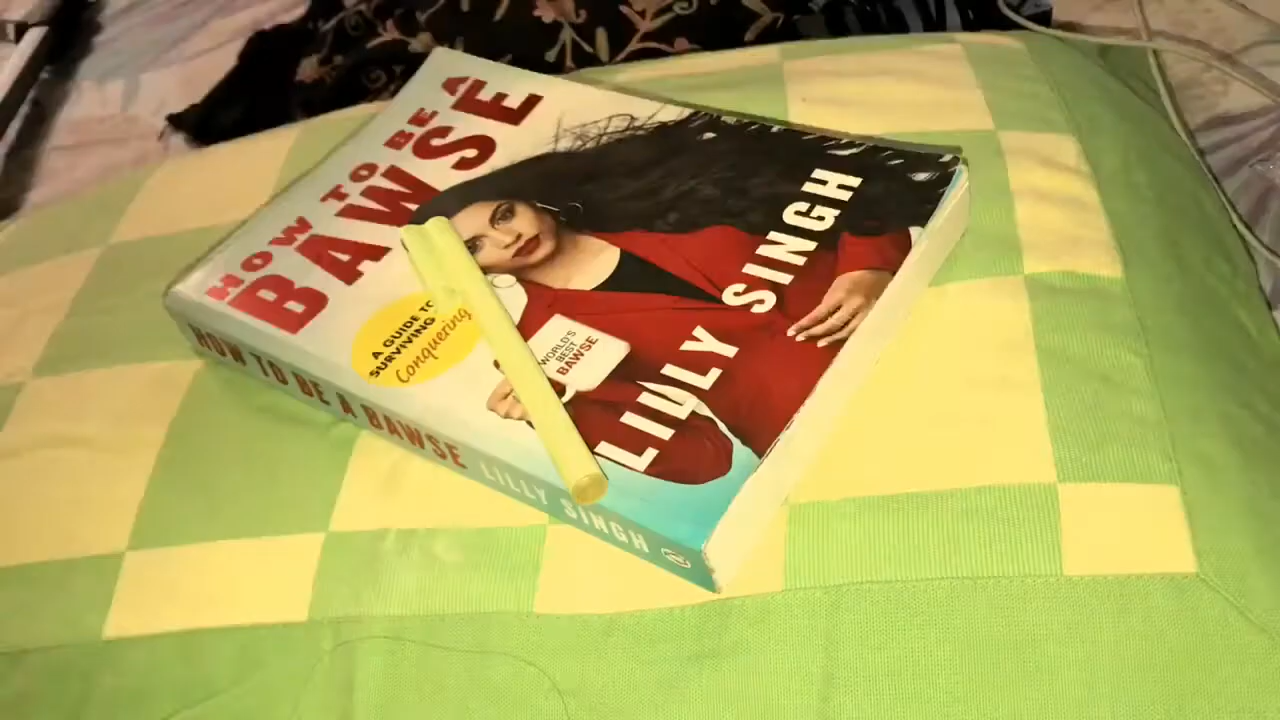 HOW TO BE A
BAWSE
A GUIDE TO
SURVIVING
Conquering
WORLD'S
BEST
BAWSE
LILLY SINGH
HOW TO BE A BAWSE LILLY SINGH